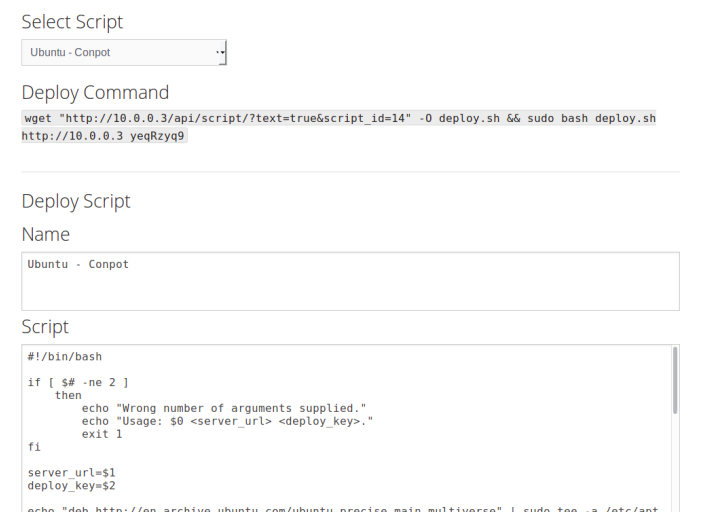 Select Script
Ubuntu - Conpot
Deploy Command
wget "http://10.0.0.3/api/script/?text=true&script_id=14" -O deploy.sh && sudo bash deploy.sh
http://10.0.0.3 yeqRzyq9
Deploy Script
Name
Ubuntu - Conpot
Script
#!/bin/bash
if [ $# -ne 2 ]
then
echo "Wrong number of arguments supplied."
echo "Usage: $0 <server_url> <deploy_key>."
exit 1
fi
server_url=$1
deploy_key=$2
echo "deb http://en.archive.ubuntu.com/ubuntu precise main multiverse" | sudo tee -a /etc/apt